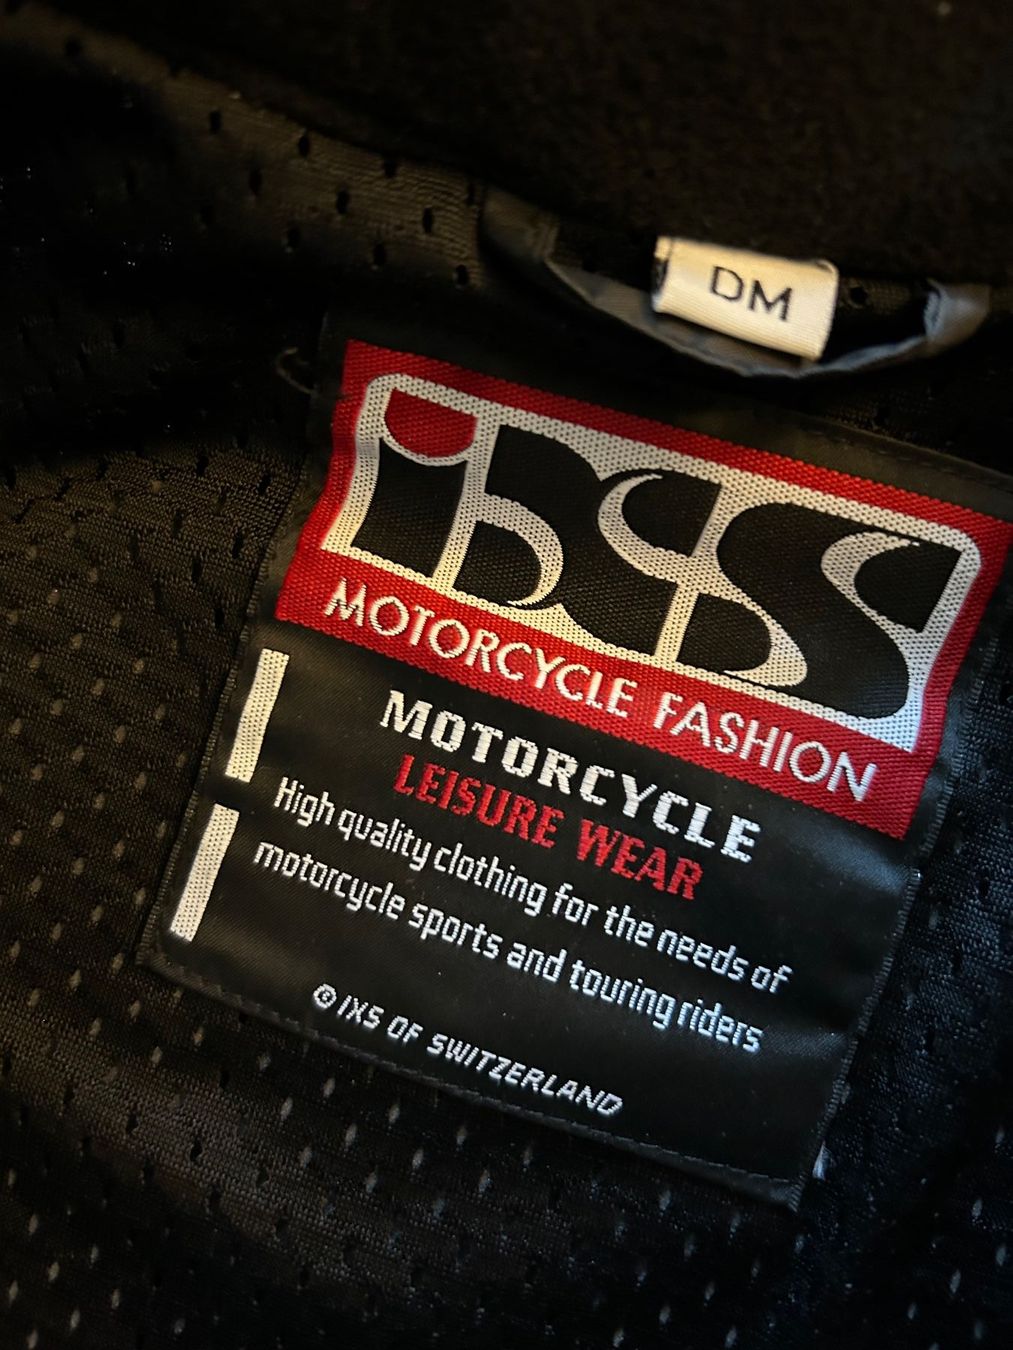 DM
iXS
MOTORCYCLE FASHION
MOTORCYCLE
LEISURE WEAR
High quality clothing for the needs of
motorcycle sports and touring riders
© IXS OF SWITZERLAND